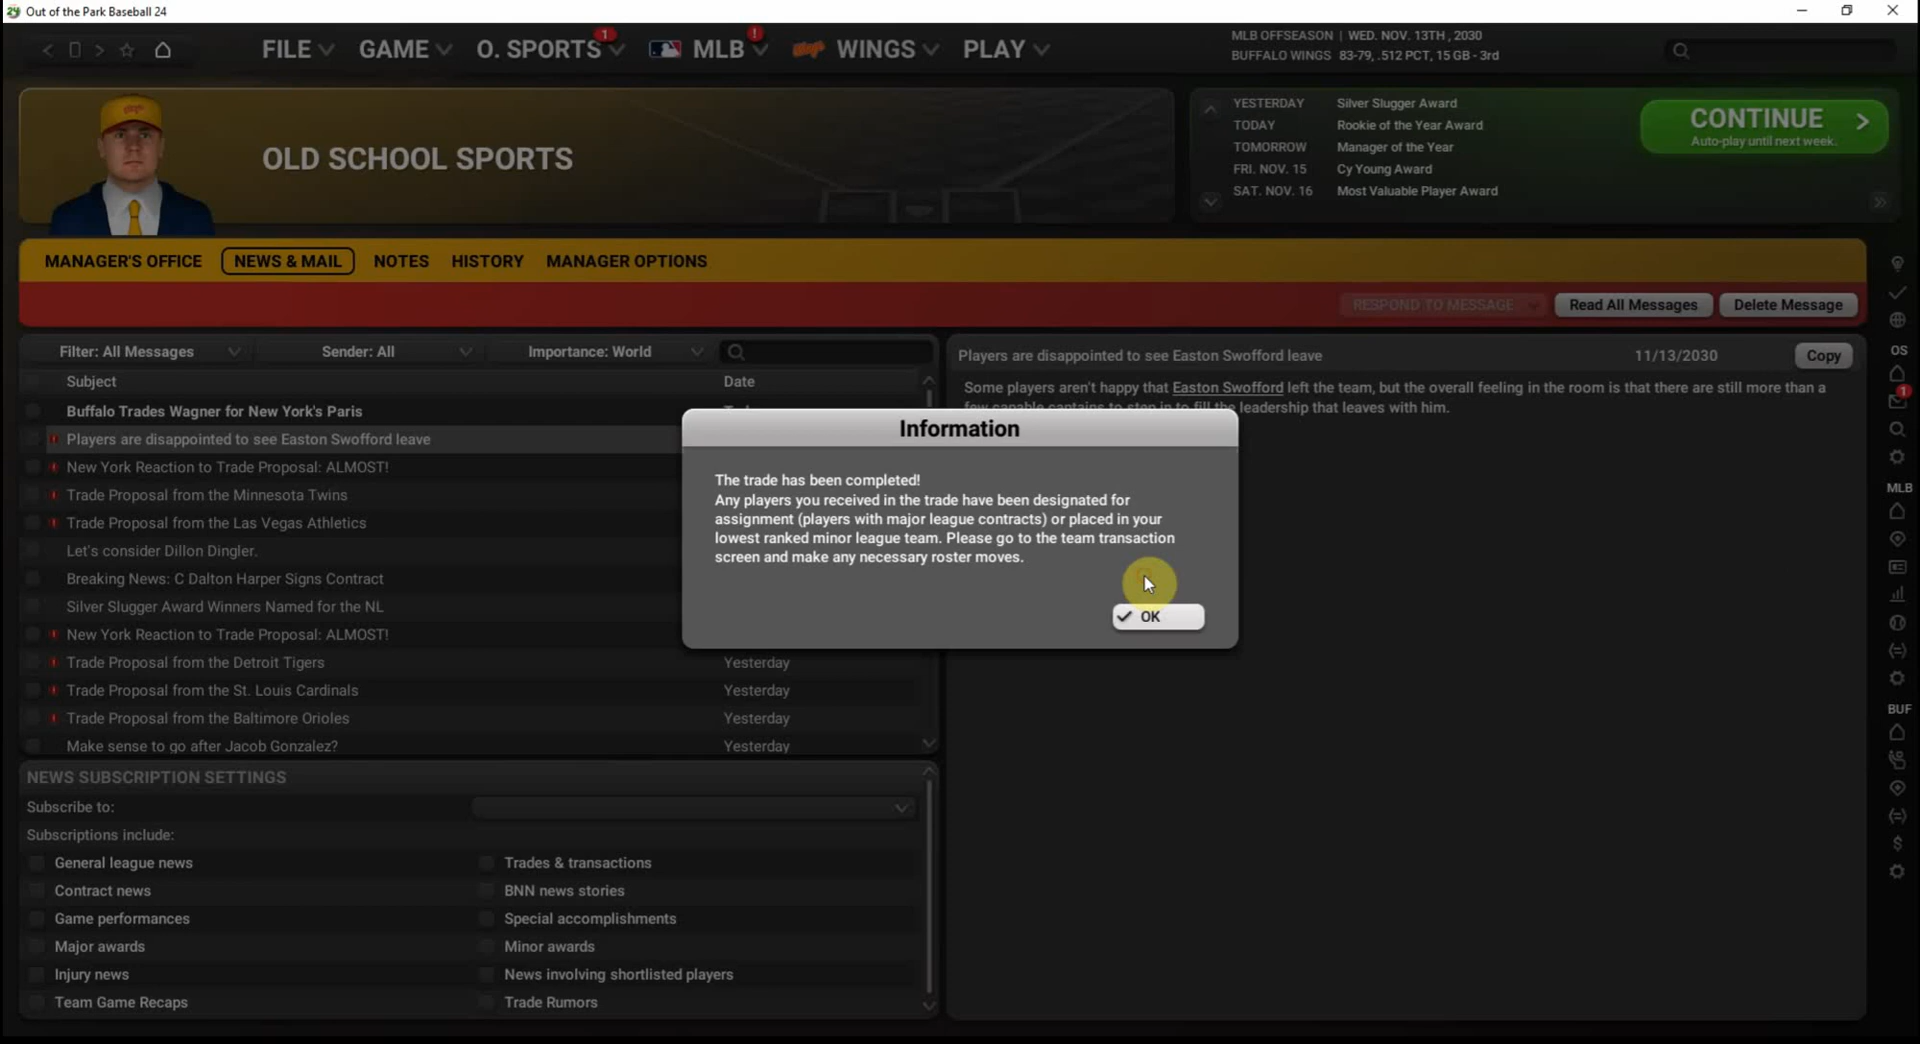 Out of the Park Baseball 24
FILE
GAME
O. SPORTS
1
MLB
!
WINGS
PLAY
MLB OFFSEASON | WED. NOV. 13TH , 2030
BUFFALO WINGS 83-79, .512 PCT, 15 GB - 3rd
OLD SCHOOL SPORTS
YESTERDAY Silver Slugger Award
TODAY Rookie of the Year Award
TOMORROW Manager of the Year
FRI. NOV. 15 Cy Young Award
SAT. NOV. 16 Most Valuable Player Award
CONTINUE
Auto-play until next week.
MANAGER'S OFFICE NEWS & MAIL NOTES HISTORY MANAGER OPTIONS
RESPOND TO MESSAGE Read All Messages Delete Message
Filter: All Messages Sender: All Importance: World
Subject Date
Buffalo Trades Wagner for New York's Paris
Players are disappointed to see Easton Swofford leave
New York Reaction to Trade Proposal: ALMOST!
Trade Proposal from the Minnesota Twins
Trade Proposal from the Las Vegas Athletics
Let's consider Dillon Dingler.
Breaking News: C Dalton Harper Signs Contract
Silver Slugger Award Winners Named for the NL
New York Reaction to Trade Proposal: ALMOST!
Trade Proposal from the Detroit Tigers Yesterday
Trade Proposal from the St. Louis Cardinals Yesterday
Trade Proposal from the Baltimore Orioles Yesterday
Make sense to go after Jacob Gonzalez? Yesterday
Players are disappointed to see Easton Swofford leave 11/13/2030 Copy
Some players aren't happy that Easton Swofford left the team, but the overall feeling in the room is that there are still more than a
few capable captains to step in to fill the leadership that leaves with him.
Information
The trade has been completed!
Any players you received in the trade have been designated for
assignment (players with major league contracts) or placed in your
lowest ranked minor league team. Please go to the team transaction
screen and make any necessary roster moves.
OK
NEWS SUBSCRIPTION SETTINGS
Subscribe to:
Subscriptions include:
General league news Trades & transactions
Contract news BNN news stories
Game performances Special accomplishments
Major awards Minor awards
Injury news News involving shortlisted players
Team Game Recaps Trade Rumors
OS
1
MLB
BUF